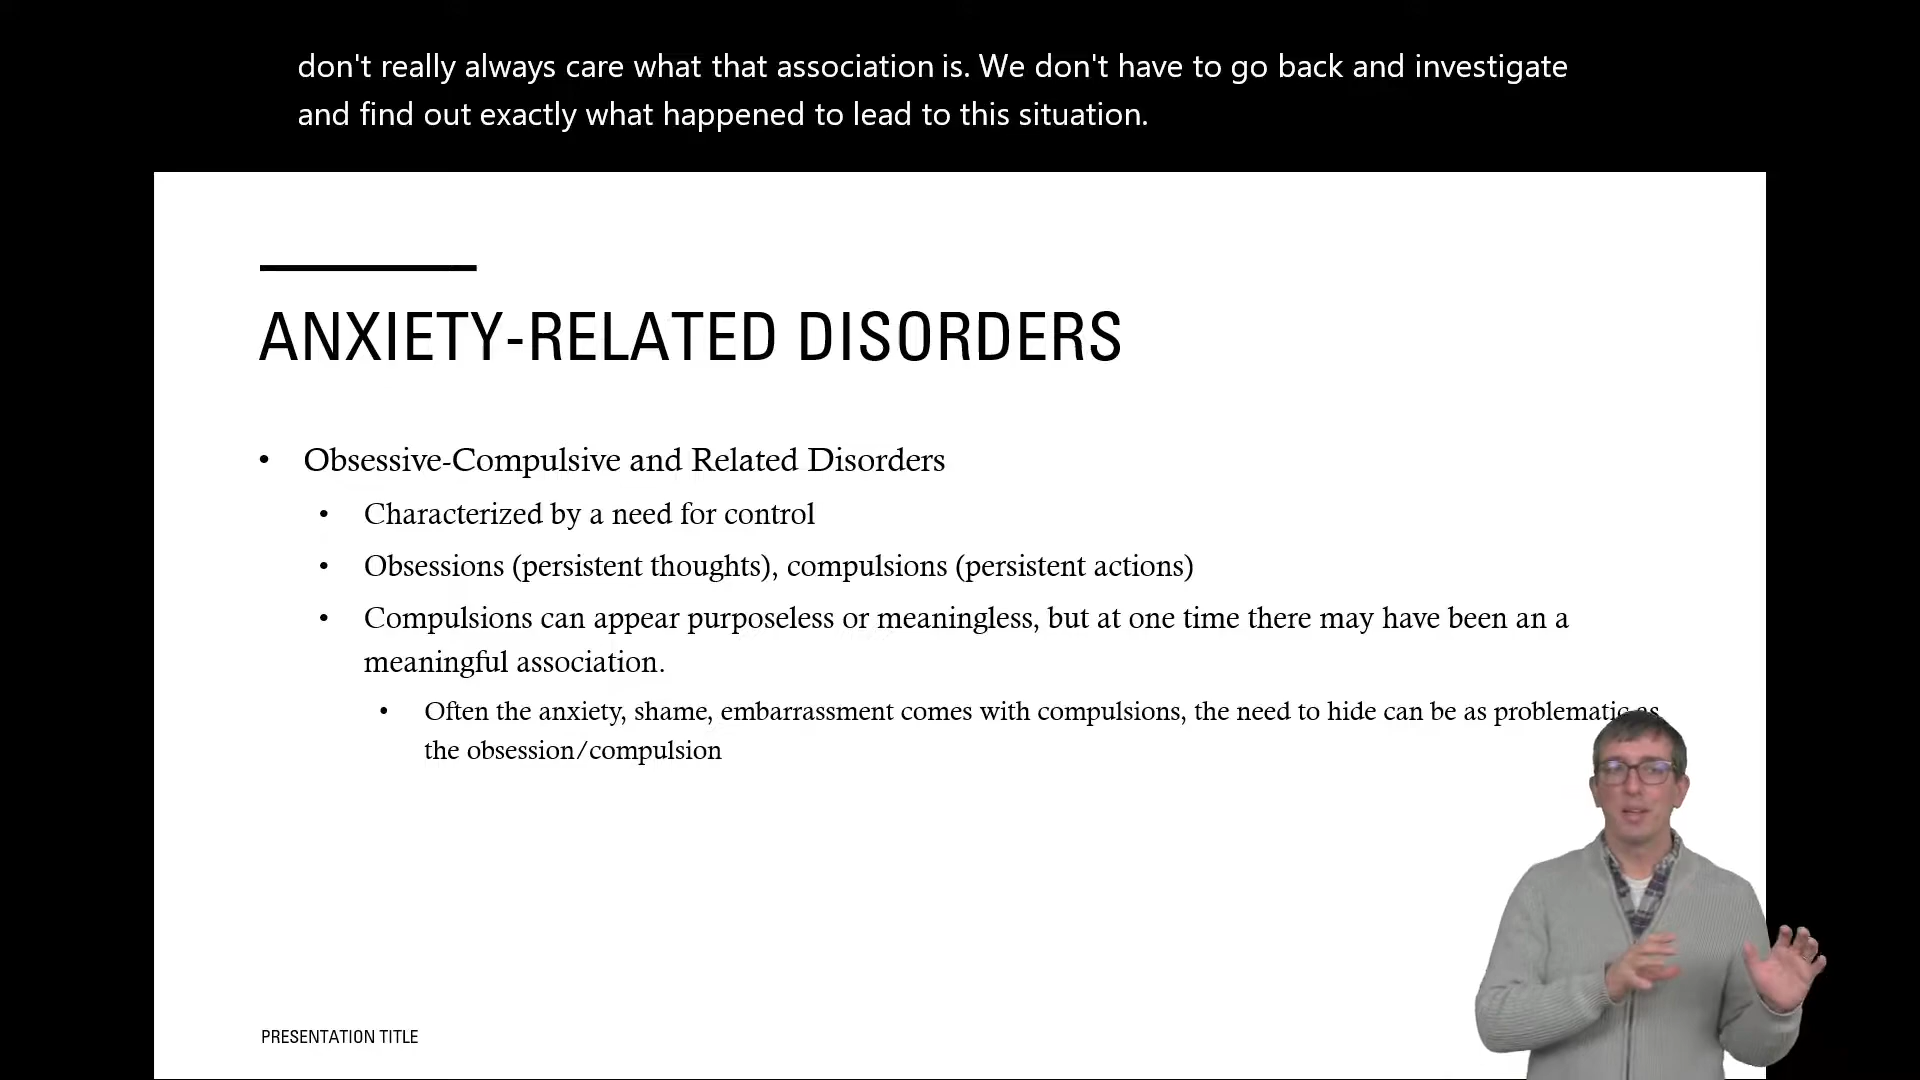 don't really always care what that association is. We don't have to go back and investigate
and find out exactly what happened to lead to this situation.
ANXIETY-RELATED DISORDERS
• Obsessive-Compulsive and Related Disorders
• Characterized by a need for control
• Obsessions (persistent thoughts), compulsions (persistent actions)
• Compulsions can appear purposeless or meaningless, but at one time there may have been an a
meaningful association.
• Often the anxiety, shame, embarrassment comes with compulsions, the need to hide can be as problematic as
the obsession/compulsion
PRESENTATION TITLE